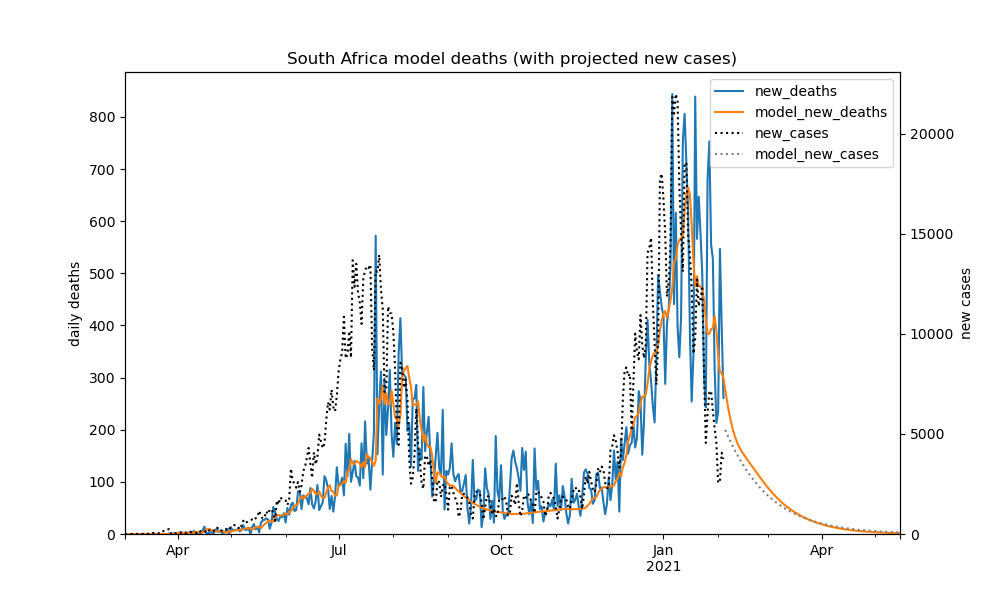 South Africa model deaths (with projected new cases)
new_deaths
model_new_deaths
new_cases
model_new_cases
daily deaths
800
700
600
500
400
300
200
100
0
20000
15000
10000
5000
0
new cases
Apr
Jul
Oct
Jan
2021
Apr